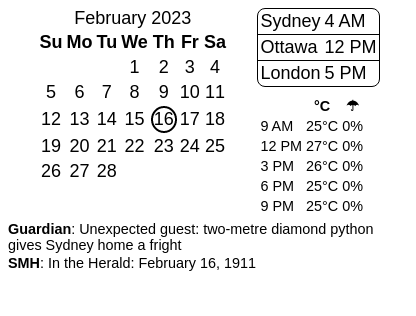 February 2023
Su Mo Tu We Th Fr Sa
1 2 3 4
5 6 7 8 9 10 11
12 13 14 15 16 17 18
19 20 21 22 23 24 25
26 27 28
Sydney 4 AM
Ottawa 12 PM
London 5 PM
°C ☂
9 AM 25°C 0%
12 PM 27°C 0%
3 PM 26°C 0%
6 PM 25°C 0%
9 PM 25°C 0%
Guardian: Unexpected guest: two-metre diamond python
gives Sydney home a fright
SMH: In the Herald: February 16, 1911